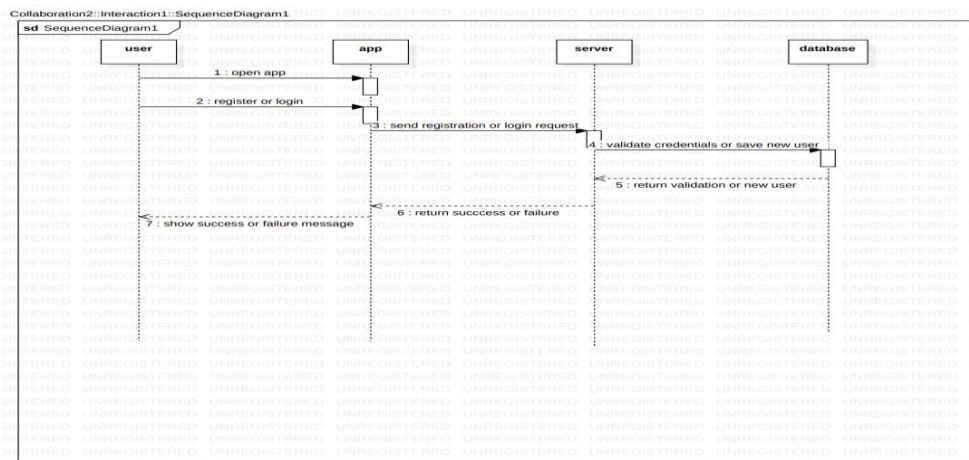 Collaboration2::Interaction1::SequenceDiagram1
sd SequenceDiagram1
user
app
server
database
1 : open app
2 : register or login
3 : send registration or login request
4 : validate credentials or save new user
5 : return validation or new user
6 : return succcess or failure
7 : show success or failure message
UNREGISTERED